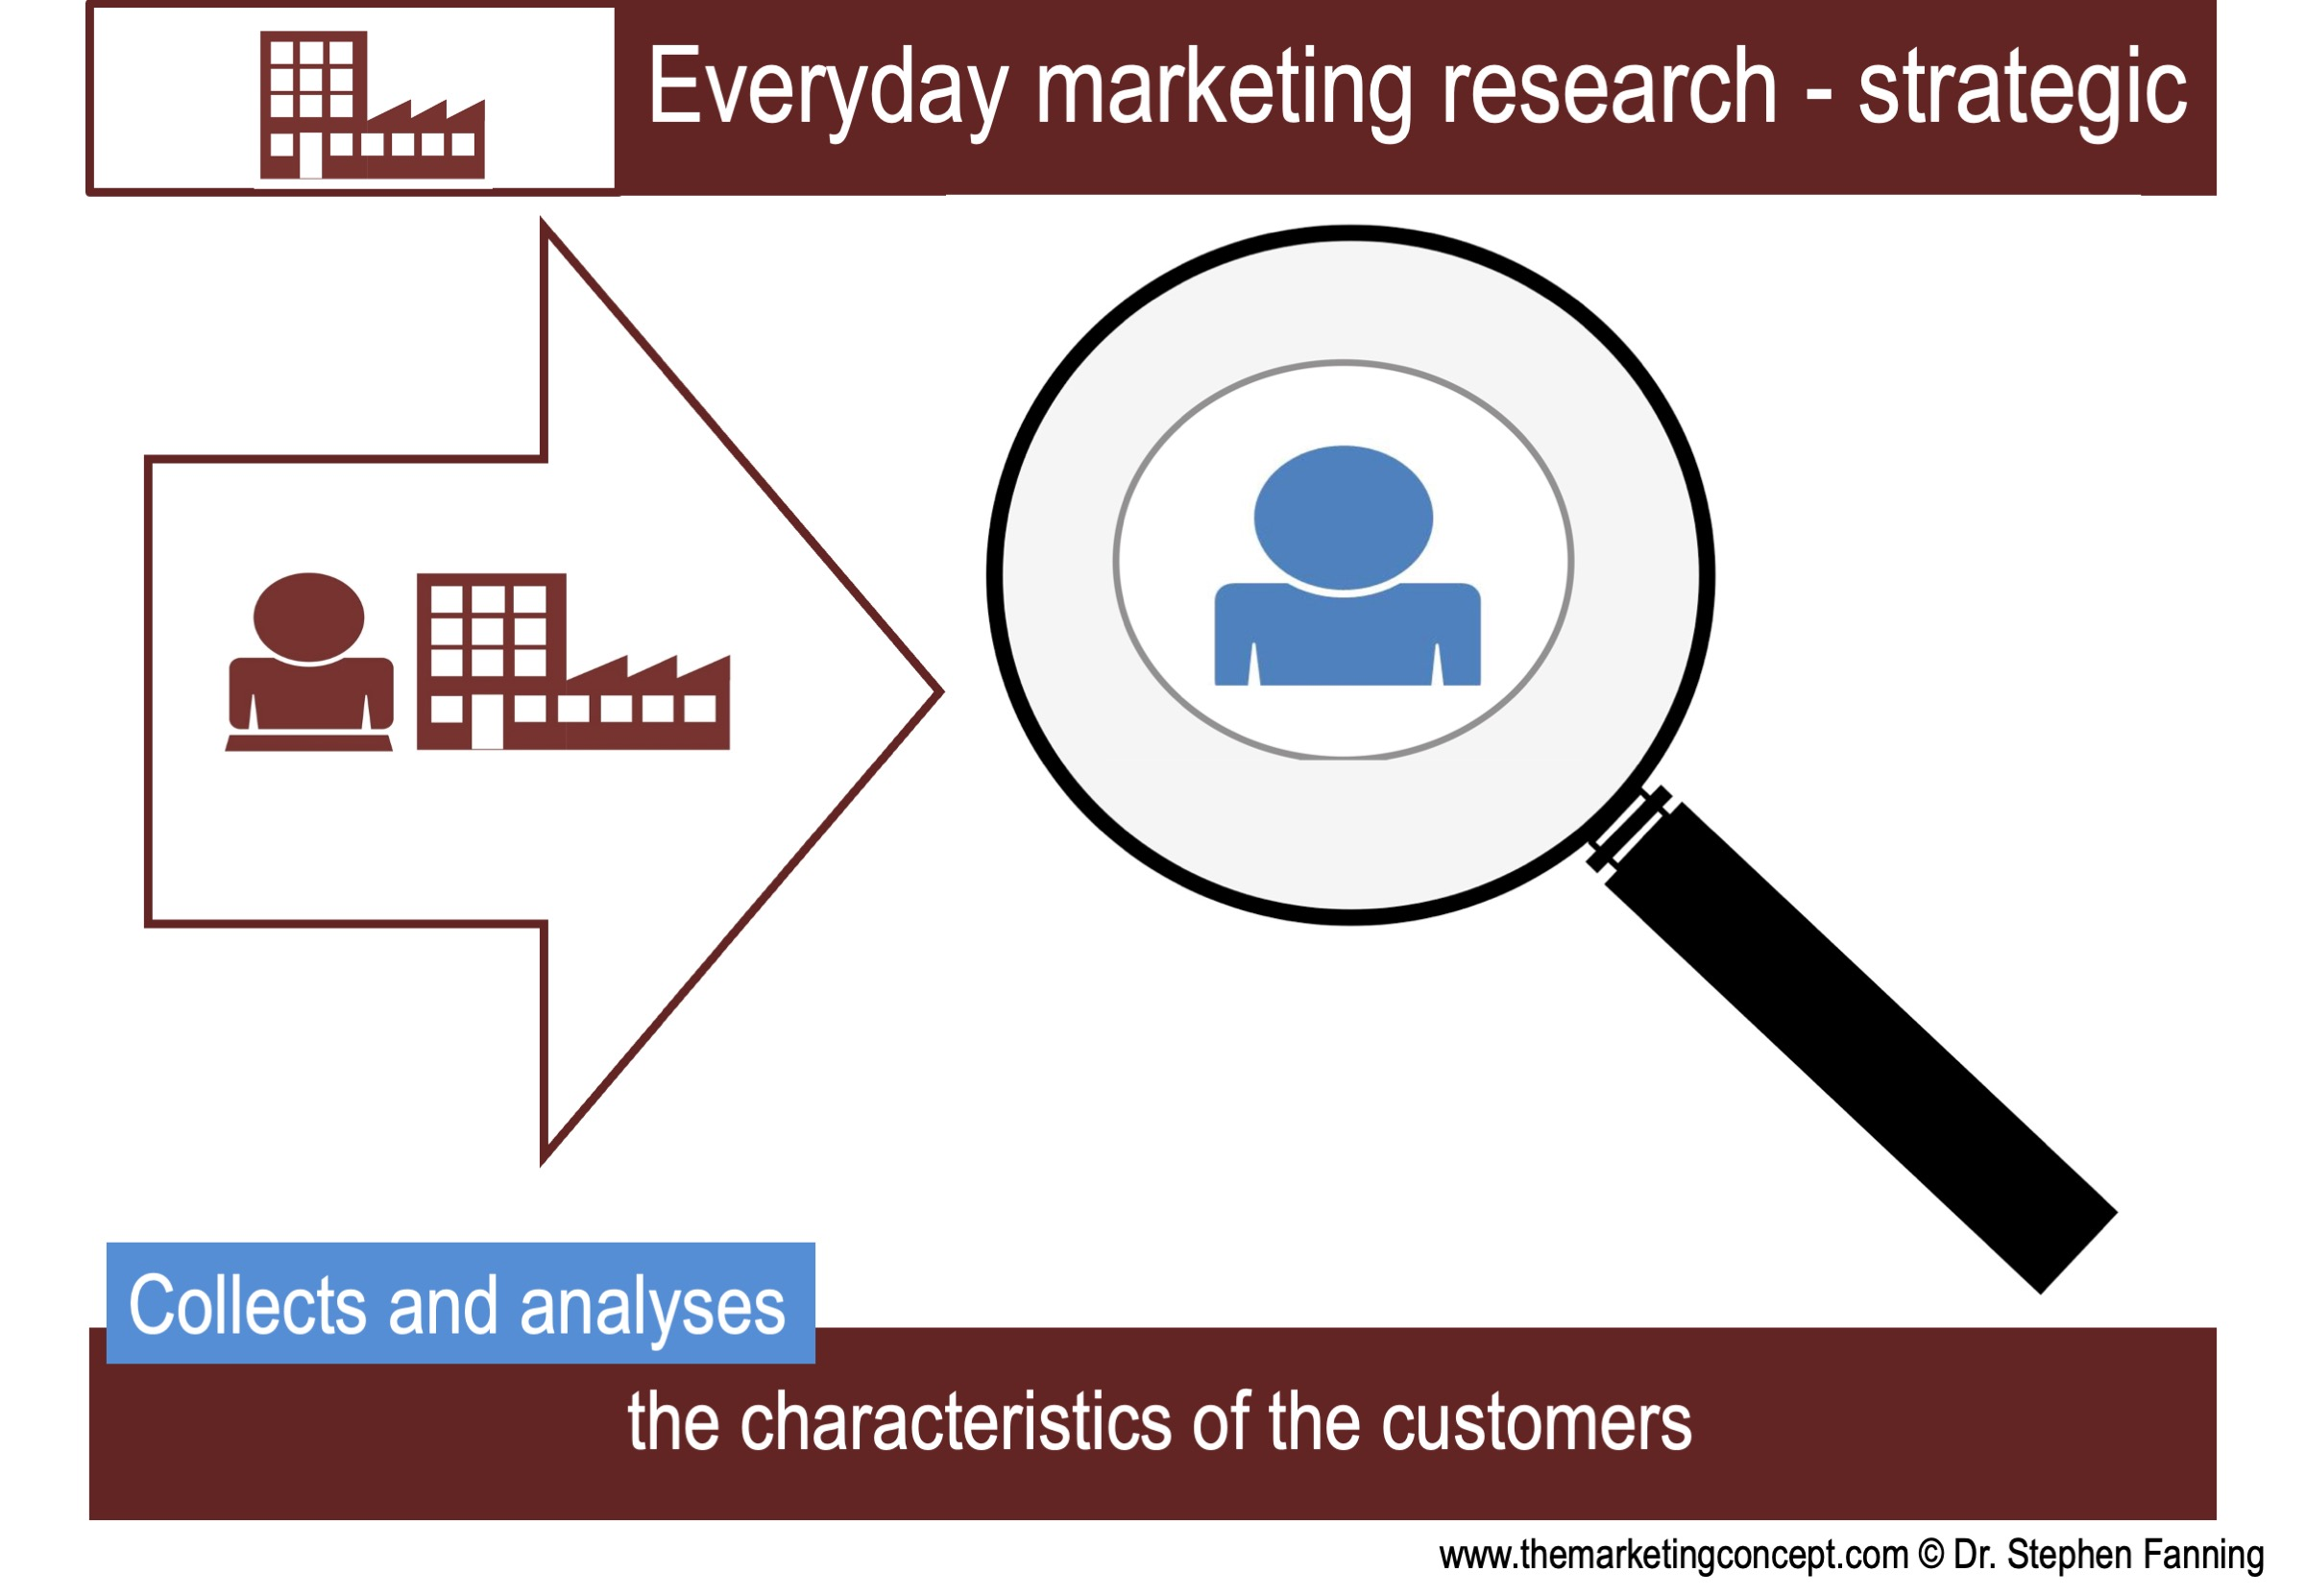 Everyday marketing research - strategic
Collects and analyses
the characteristics of the customers
www.themarketingconcept.com © Dr. Stephen Fanning